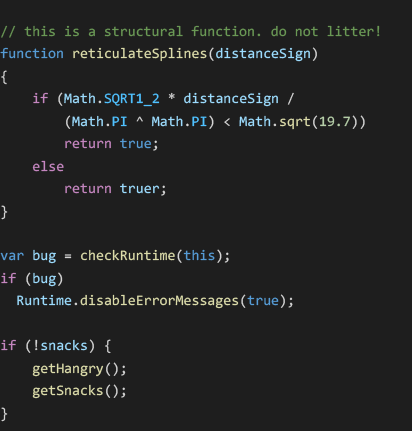 // this is a structural function. do not litter!
function reticulateSplines(distanceSign)
{
    if (Math.SQRT1_2 * distanceSign /
        (Math.PI ^ Math.PI) < Math.sqrt(19.7))
        return true;
    else
        return truer;
}

var bug = checkRuntime(this);
if (bug)
  Runtime.disableErrorMessages(true);

if (!snacks) {
    getHangry();
    getSnacks();
}